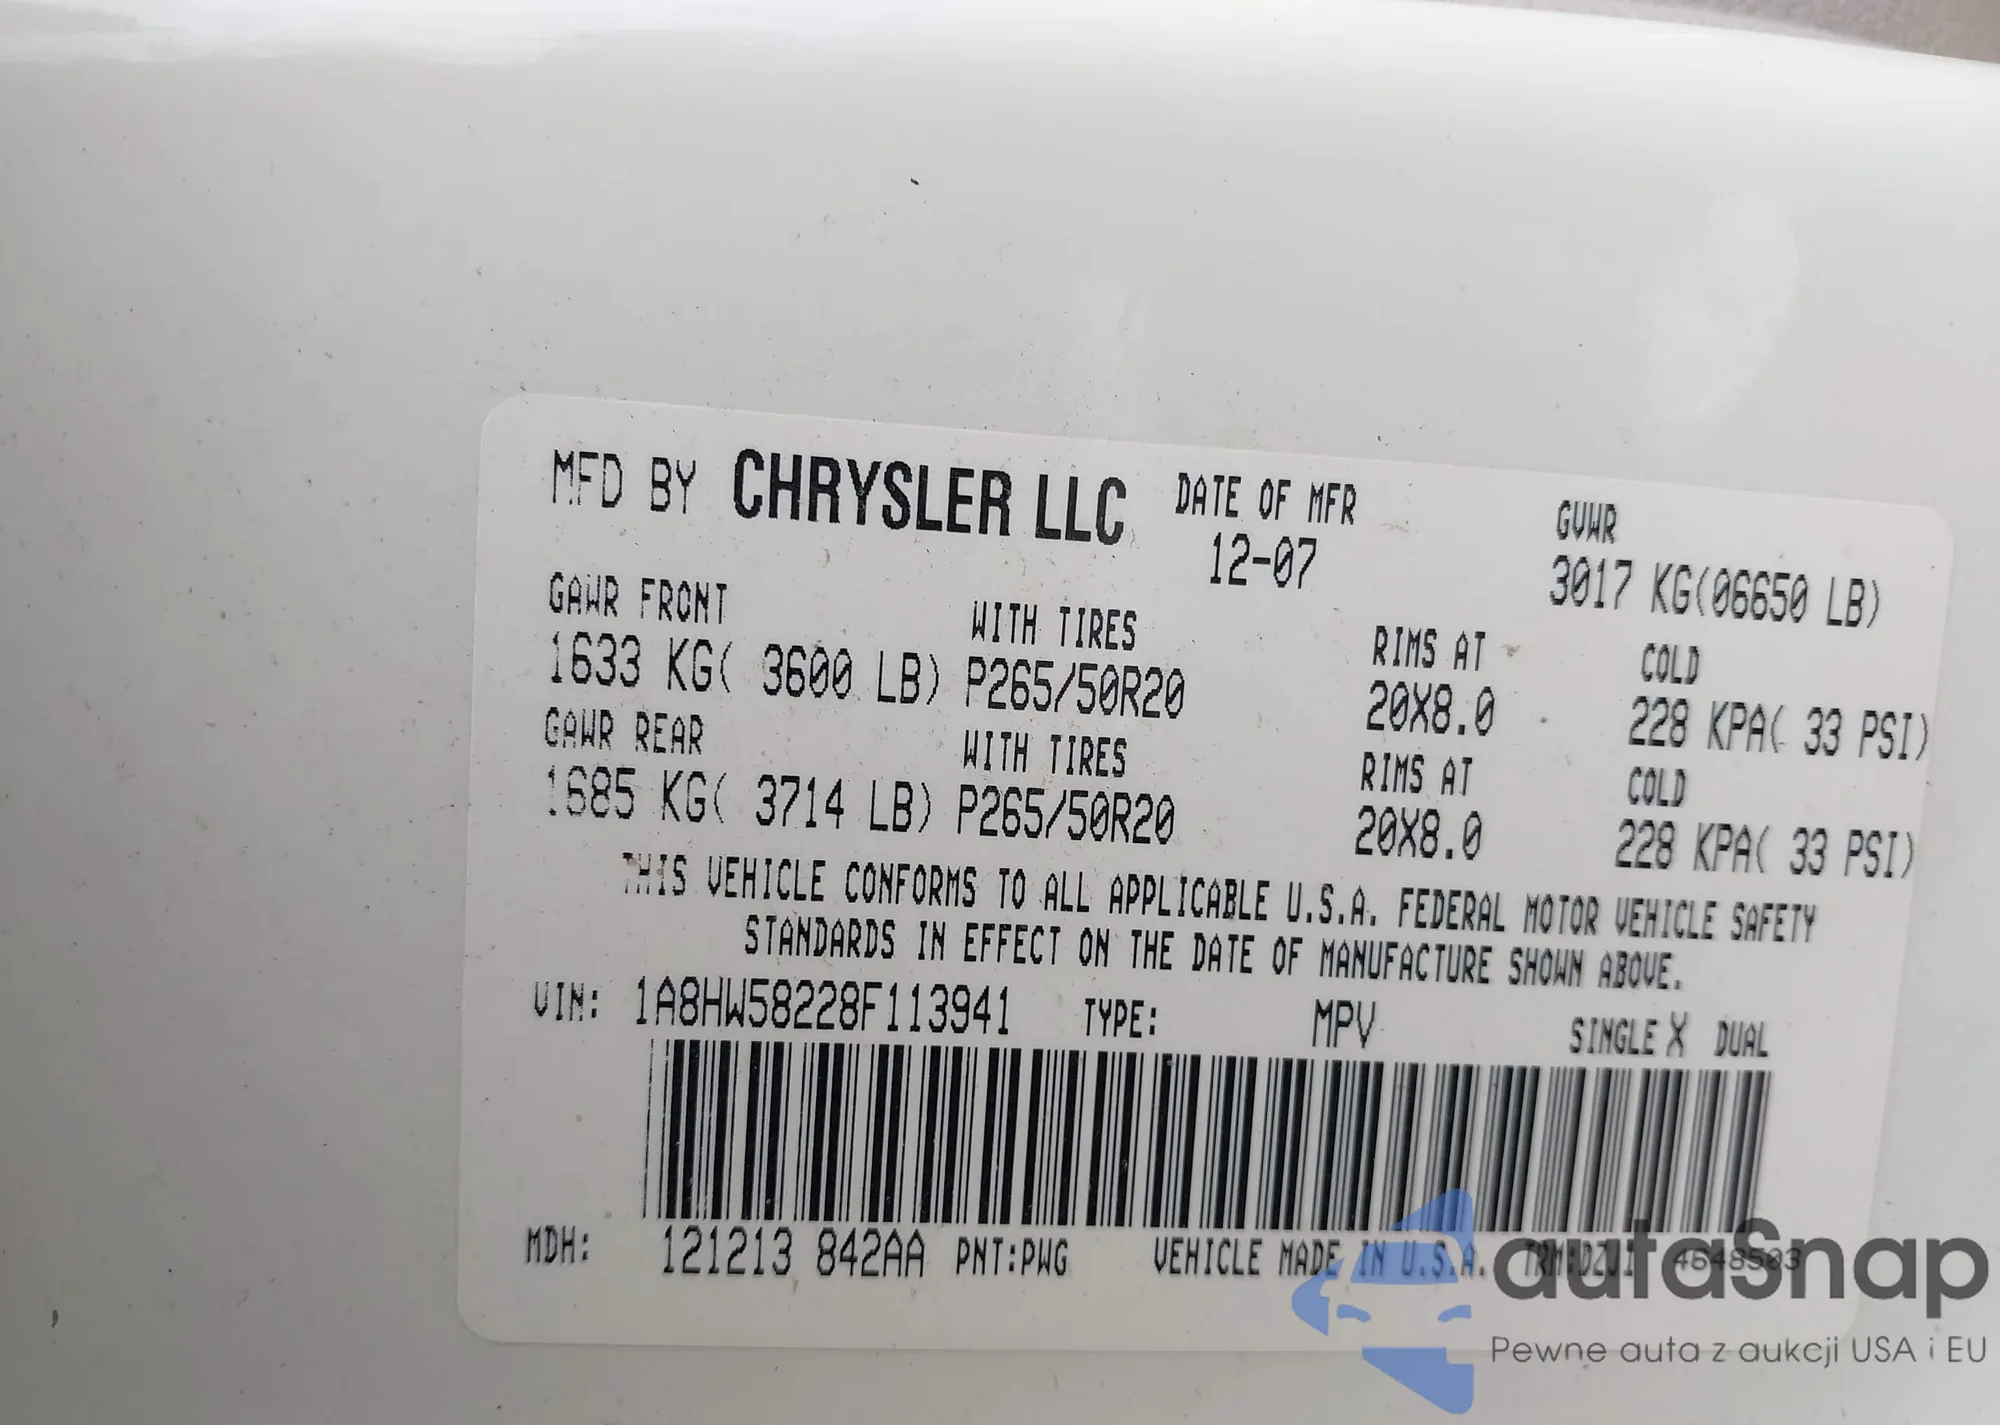 MFD BY CHRYSLER LLC DATE OF MFR GVWR
12-07 3017 KG(06650 LB)
GAWR FRONT WITH TIRES RIMS AT COLD
1633 KG( 3600 LB) P265/50R20 20X8.0 228 KPA( 33 PSI)
GAWR REAR WITH TIRES RIMS AT COLD
1685 KG( 3714 LB) P265/50R20 20X8.0 228 KPA( 33 PSI)
THIS VEHICLE CONFORMS TO ALL APPLICABLE U.S.A. FEDERAL MOTOR VEHICLE SAFETY
STANDARDS IN EFFECT ON THE DATE OF MANUFACTURE SHOWN ABOVE.
VIN: 1A8HW58228F113941 TYPE: MPV SINGLE X DUAL
MDH: 121213 842AA PNT:PWG VEHICLE MADE IN U.S.A. 4648503
autaSnap
Pewne auta z aukcji USA i EU